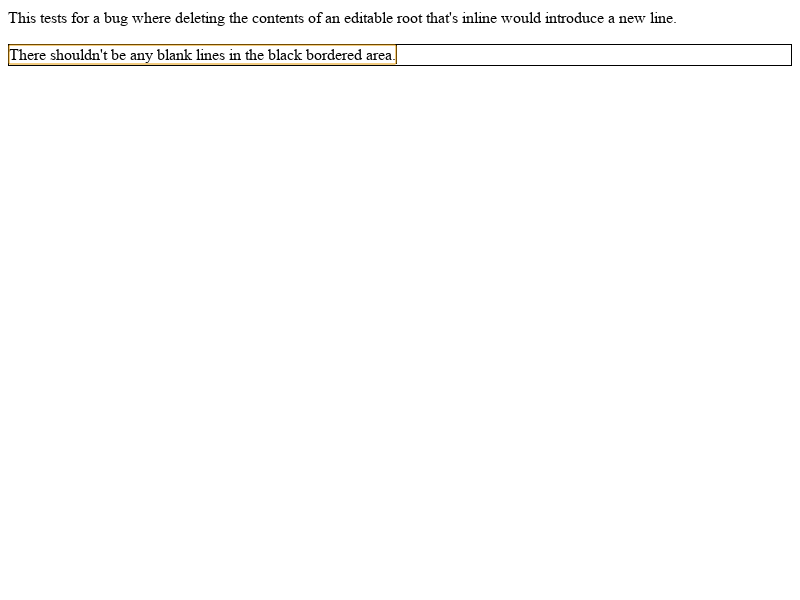 This tests for a bug where deleting the contents of an editable root that's inline would introduce a new line.
There shouldn't be any blank lines in the black bordered area.